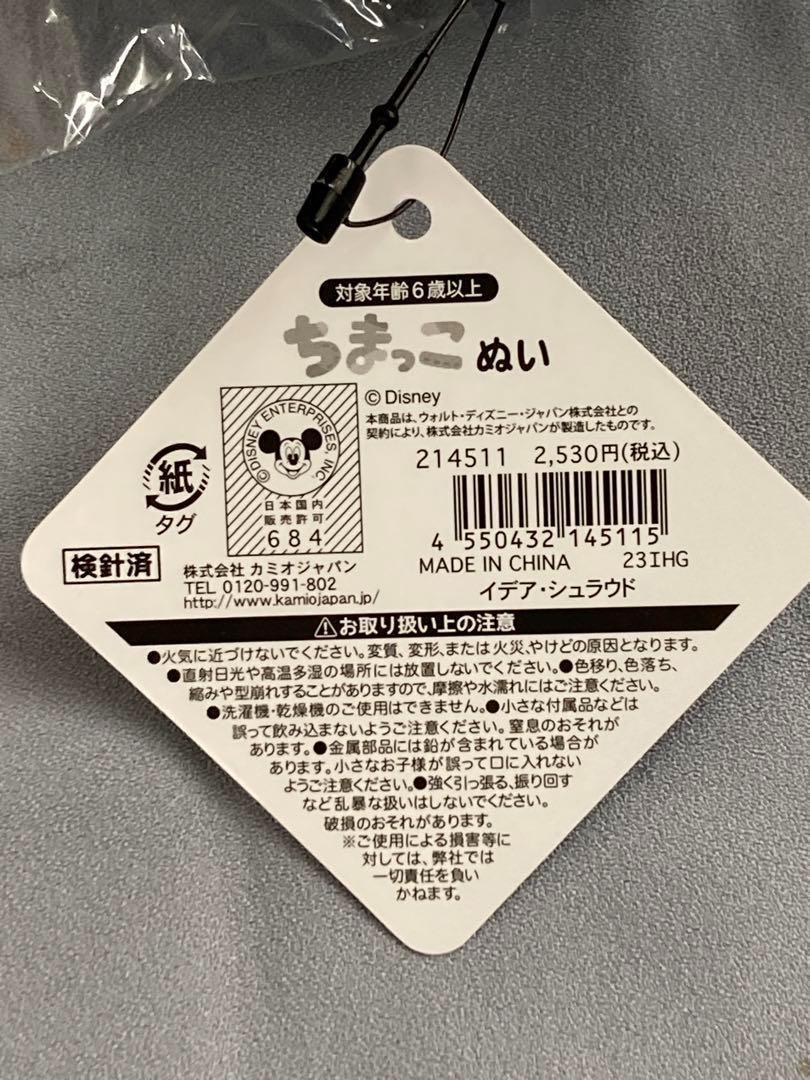 対象年齢6歳以上
ちまっこ ぬい
©Disney
本商品は、ウォルト・ディズニー・ジャパン株式会社との
契約により、株式会社カミオジャパンが製造したものです。
©DISNEY ENTERPRISES, INC.
日本国内
販売許可
684
紙
タグ
検針済
214511 2,530円(税込)
4 550432 145115
MADE IN CHINA 23IHG
イデア・シュラウド
株式会社 カミオジャパン
TEL 0120-991-802
http://www.kamiojapan.jp/
⚠お取り扱い上の注意
●火気に近づけないでください。変質、変形、または火災、やけどの原因となります。
●直射日光や高温多湿の場所には放置しないでください。●色移り、色落ち、
縮みや型崩れすることがありますので、摩擦や水濡れにはご注意ください。
●洗濯機・乾燥機のご使用はできません。●小さな付属品などは
誤って飲み込まないようご注意ください。窒息のおそれが
あります。●金属部品には鉛が含まれている場合が
あります。小さなお子様が誤って口に入れない
ようご注意ください。●強く引っ張る、振り回す
など乱暴な扱いはしないでください。
破損のおそれがあります。
※ご使用による損害等に
対しては、弊社では
一切責任を負い
かねます。